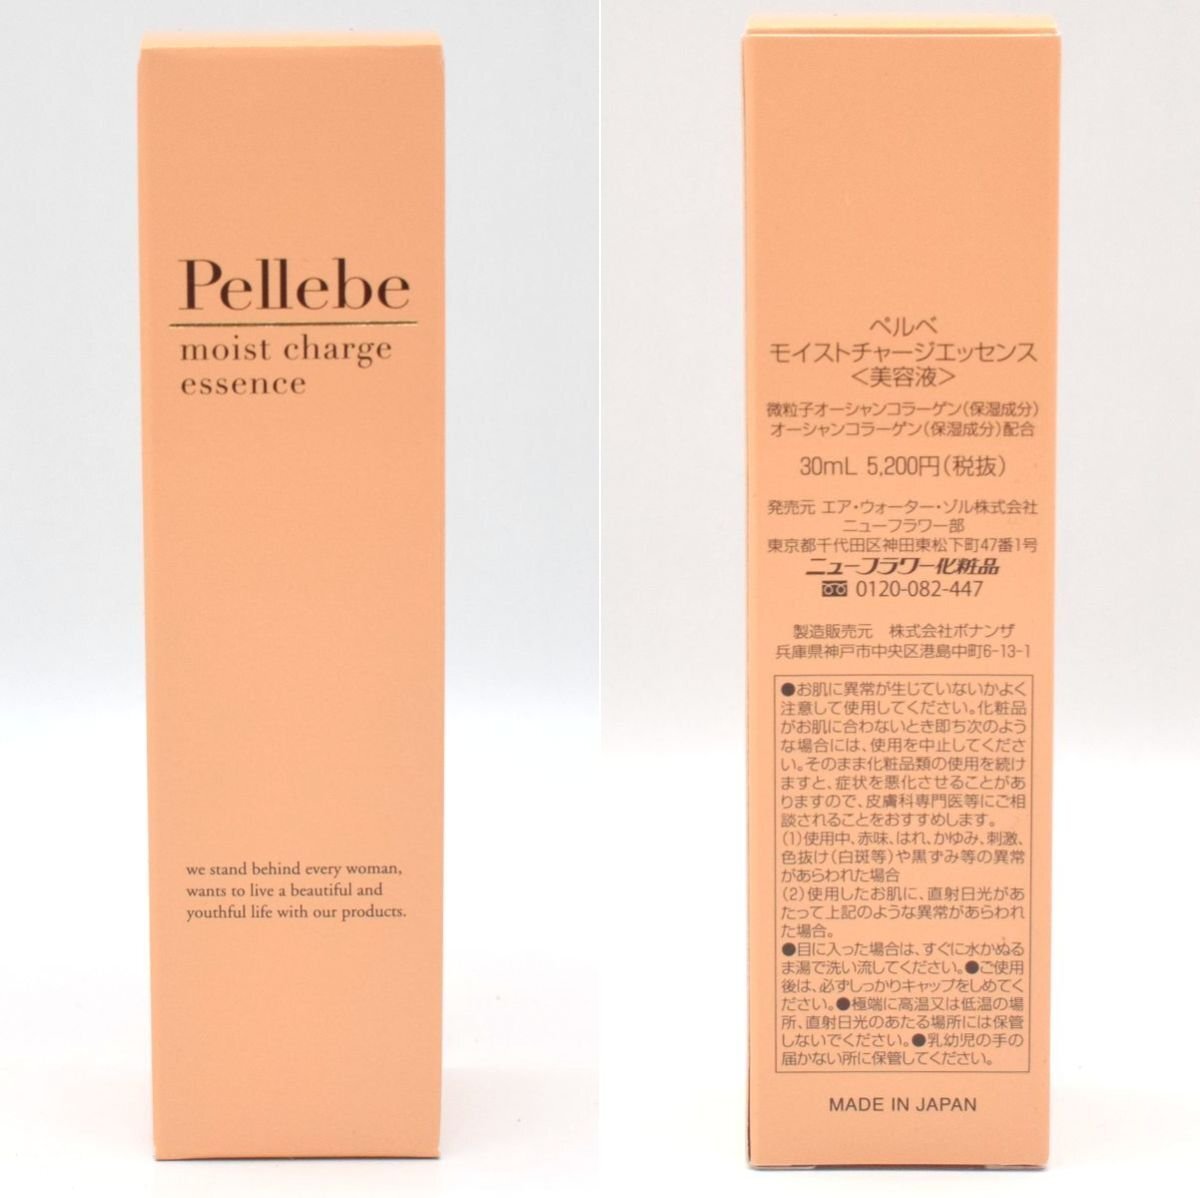 Pellebe
moist charge
essence
we stand behind every woman,
wants to live a beautiful and
youthful life with our products.
ペルベ
モイストチャージエッセンス
＜美容液＞
微粒子オーシャンコラーゲン（保湿成分）
オーシャンコラーゲン（保湿成分）配合
30mL 5,200円（税抜）
発売元 エア・ウォーター・ゾル株式会社
ニューフラワー部
東京都千代田区神田東松下町47番1号
ニューフラワー化粧品
0120-082-447
製造販売元　株式会社ボナンザ
兵庫県神戸市中央区港島中町6-13-1
●お肌に異常が生じていないかよく
注意して使用してください。化粧品
がお肌に合わないとき即ち次のよう
な場合には、使用を中止してくださ
い。そのまま化粧品類の使用を続け
ますと、症状を悪化させることがあ
りますので、皮膚科専門医等にご相
談されることをおすすめします。
（1）使用中、赤味、はれ、かゆみ、刺激、
色抜け（白斑等）や黒ずみ等の異常
があらわれた場合
（2）使用したお肌に、直射日光があ
たって上記のような異常があらわれ
た場合。
●目に入った場合は、すぐに水かぬる
ま湯で洗い流してください。●ご使用
後は、必ずしっかりキャップをしめてく
ださい。●極端に高温又は低温の場
所、直射日光のあたる場所には保管
しないでください。●乳幼児の手の
届かない所に保管してください。
MADE IN JAPAN